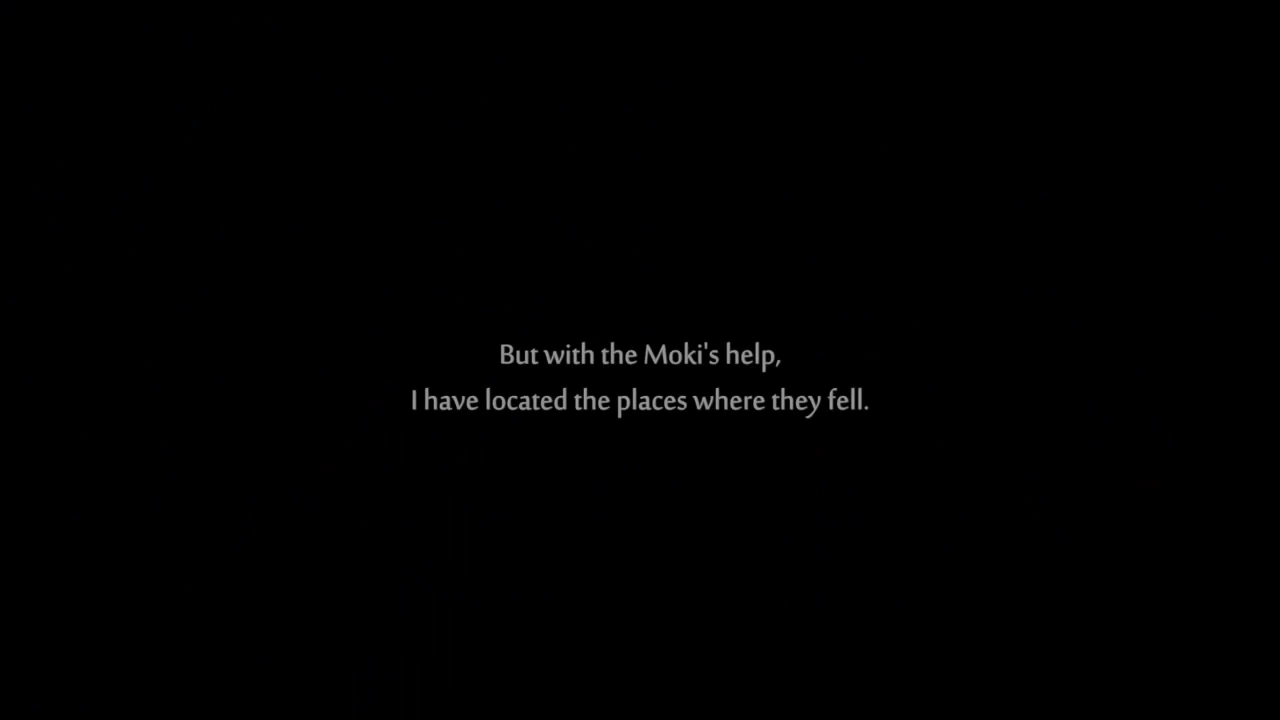 But with the Moki's help,
I have located the places where they fell.